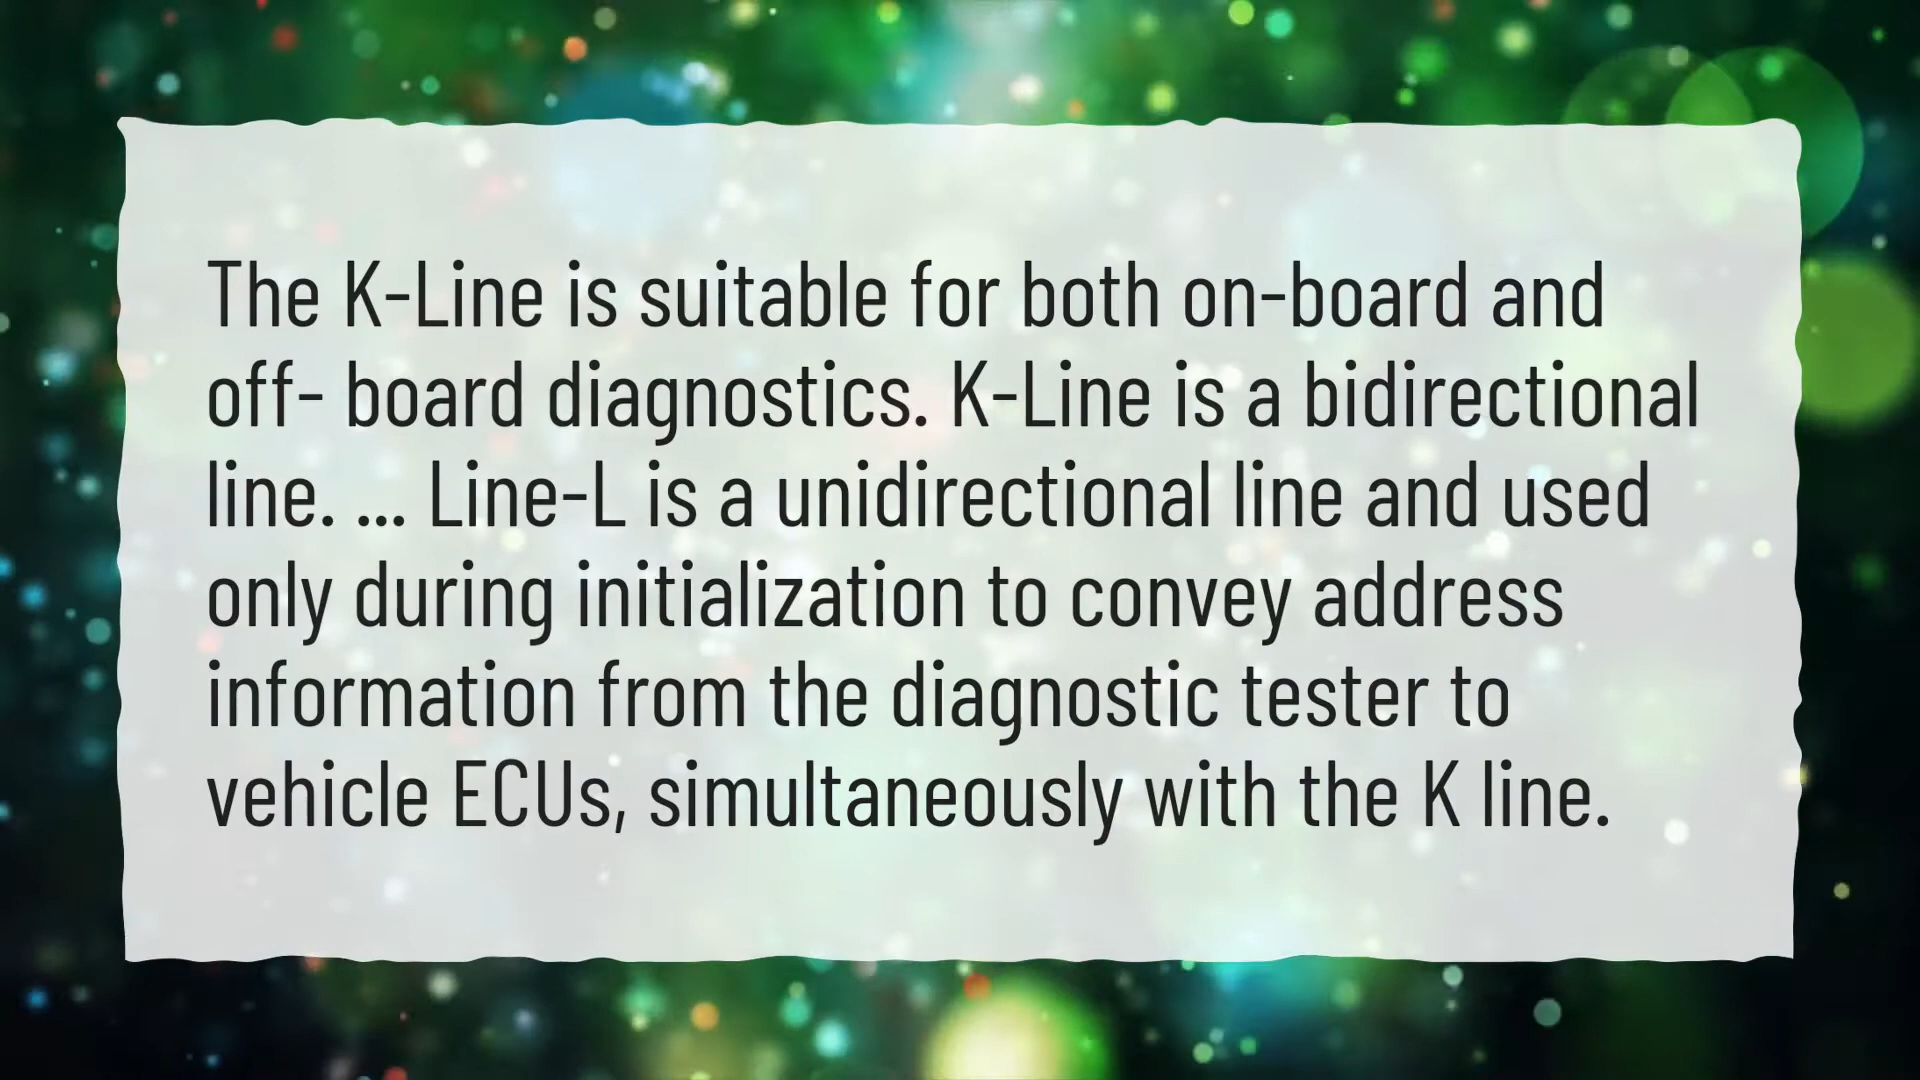 The K-Line is suitable for both on-board and
off- board diagnostics. K-Line is a bidirectional
line. ... Line-L is a unidirectional line and used
only during initialization to convey address
information from the diagnostic tester to
vehicle ECUs, simultaneously with the K line.